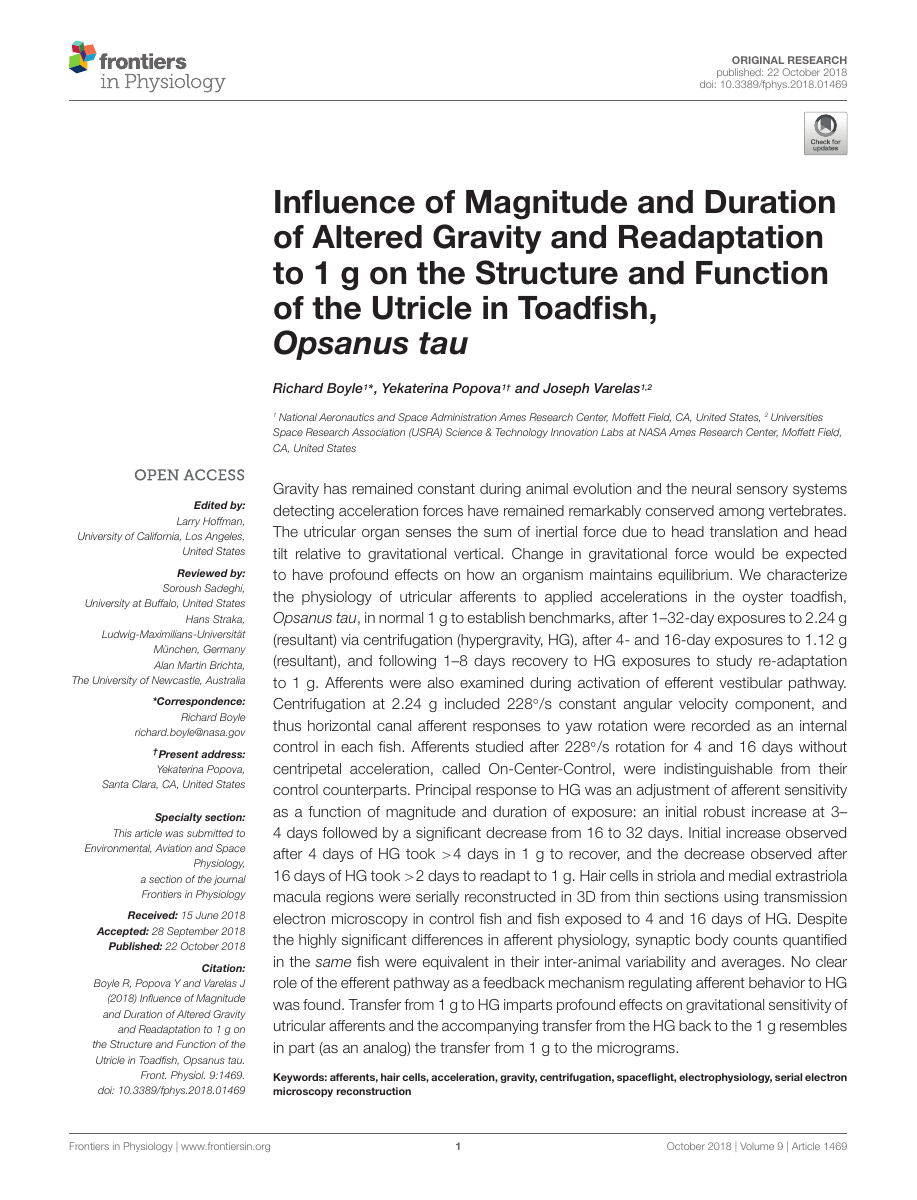 frontiers
in Physiology
ORIGINAL RESEARCH
published: 22 October 2018
doi: 10.3389/fphys.2018.01469
Check for
updates
Influence of Magnitude and Duration
of Altered Gravity and Readaptation
to 1 g on the Structure and Function
of the Utricle in Toadfish,
Opsanus tau
Richard Boyle1*, Yekaterina Popova1† and Joseph Varelas1,2
1 National Aeronautics and Space Administration Ames Research Center, Moffett Field, CA, United States, 2 Universities
Space Research Association (USRA) Science & Technology Innovation Labs at NASA Ames Research Center, Moffett Field,
CA, United States
OPEN ACCESS
Edited by:
Larry Hoffman,
University of California, Los Angeles,
United States
Reviewed by:
Soroush Sadeghi,
University at Buffalo, United States
Hans Straka,
Ludwig-Maximilians-Universität
München, Germany
Alan Martin Brichta,
The University of Newcastle, Australia
*Correspondence:
Richard Boyle
richard.boyle@nasa.gov
†Present address:
Yekaterina Popova,
Santa Clara, CA, United States
Specialty section:
This article was submitted to
Environmental, Aviation and Space
Physiology,
a section of the journal
Frontiers in Physiology
Received: 15 June 2018
Accepted: 28 September 2018
Published: 22 October 2018
Citation:
Boyle R, Popova Y and Varelas J
(2018) Influence of Magnitude
and Duration of Altered Gravity
and Readaptation to 1 g on
the Structure and Function of the
Utricle in Toadfish, Opsanus tau.
Front. Physiol. 9:1469.
doi: 10.3389/fphys.2018.01469
Gravity has remained constant during animal evolution and the neural sensory systems
detecting acceleration forces have remained remarkably conserved among vertebrates.
The utricular organ senses the sum of inertial force due to head translation and head
tilt relative to gravitational vertical. Change in gravitational force would be expected
to have profound effects on how an organism maintains equilibrium. We characterize
the physiology of utricular afferents to applied accelerations in the oyster toadfish,
Opsanus tau, in normal 1 g to establish benchmarks, after 1–32-day exposures to 2.24 g
(resultant) via centrifugation (hypergravity, HG), after 4- and 16-day exposures to 1.12 g
(resultant), and following 1–8 days recovery to HG exposures to study re-adaptation
to 1 g. Afferents were also examined during activation of efferent vestibular pathway.
Centrifugation at 2.24 g included 228°/s constant angular velocity component, and
thus horizontal canal afferent responses to yaw rotation were recorded as an internal
control in each fish. Afferents studied after 228°/s rotation for 4 and 16 days without
centripetal acceleration, called On-Center-Control, were indistinguishable from their
control counterparts. Principal response to HG was an adjustment of afferent sensitivity
as a function of magnitude and duration of exposure: an initial robust increase at 3–
4 days followed by a significant decrease from 16 to 32 days. Initial increase observed
after 4 days of HG took >4 days in 1 g to recover, and the decrease observed after
16 days of HG took >2 days to readapt to 1 g. Hair cells in striola and medial extrastriola
macula regions were serially reconstructed in 3D from thin sections using transmission
electron microscopy in control fish and fish exposed to 4 and 16 days of HG. Despite
the highly significant differences in afferent physiology, synaptic body counts quantified
in the same fish were equivalent in their inter-animal variability and averages. No clear
role of the efferent pathway as a feedback mechanism regulating afferent behavior to HG
was found. Transfer from 1 g to HG imparts profound effects on gravitational sensitivity of
utricular afferents and the accompanying transfer from the HG back to the 1 g resembles
in part (as an analog) the transfer from 1 g to the micrograms.
Keywords: afferents, hair cells, acceleration, gravity, centrifugation, spaceflight, electrophysiology, serial electron
microscopy reconstruction
Frontiers in Physiology | www.frontiersin.org
1
October 2018 | Volume 9 | Article 1469